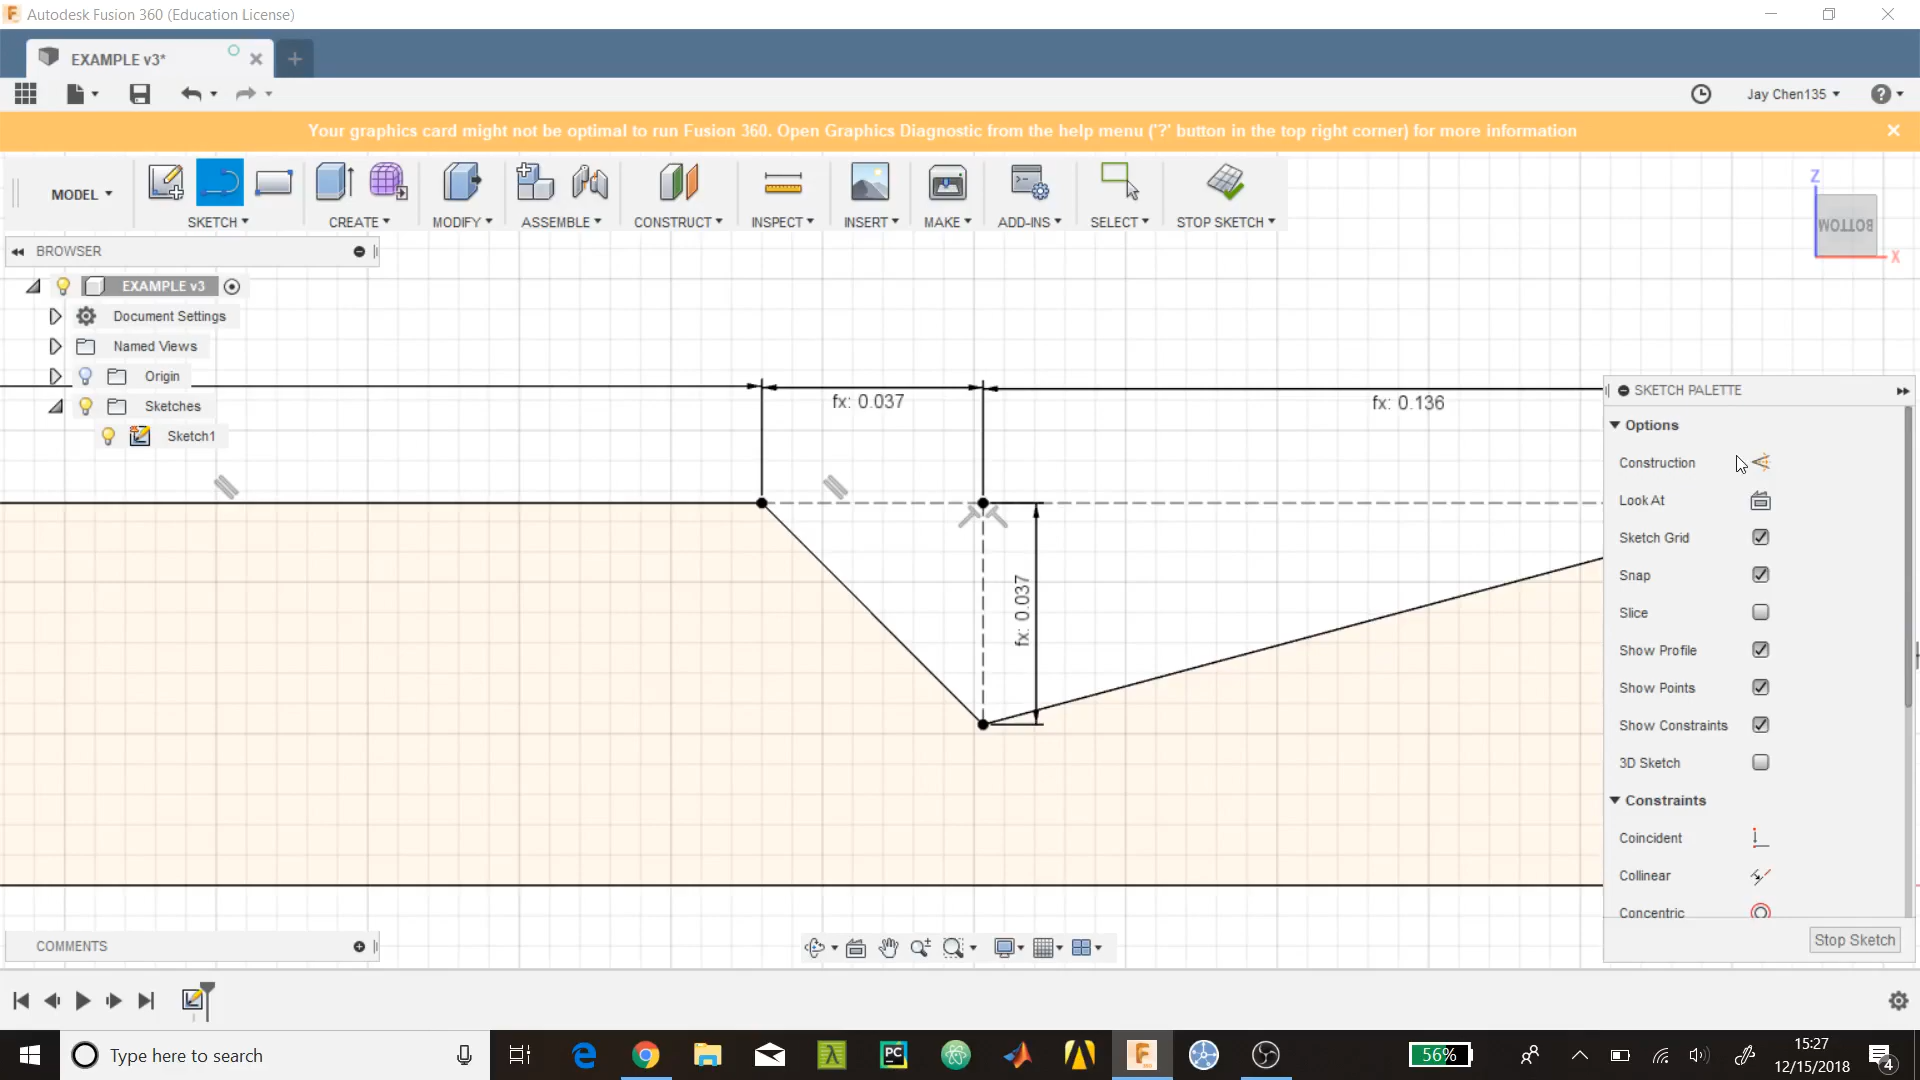 Autodesk Fusion 360 (Education License)
EXAMPLE v3*
Jay Chen135
Your graphics card might not be optimal to run Fusion 360. Open Graphics Diagnostic from the help menu ('?' button in the top right corner) for more information
MODEL
SKETCH
CREATE
MODIFY
ASSEMBLE
CONSTRUCT
INSPECT
INSERT
MAKE
ADD-INS
SELECT
STOP SKETCH
Z
BOTTOM
X
BROWSER
EXAMPLE v3
Document Settings
Named Views
Origin
Sketches
Sketch1
fx: 0.037
fx: 0.136
fx: 0.037
SKETCH PALETTE
Options
Construction
Look At
Sketch Grid
Snap
Slice
Show Profile
Show Points
Show Constraints
3D Sketch
Constraints
Coincident
Collinear
Concentric
Stop Sketch
COMMENTS
Type here to search
PC
56%
15:27
12/15/2018
4